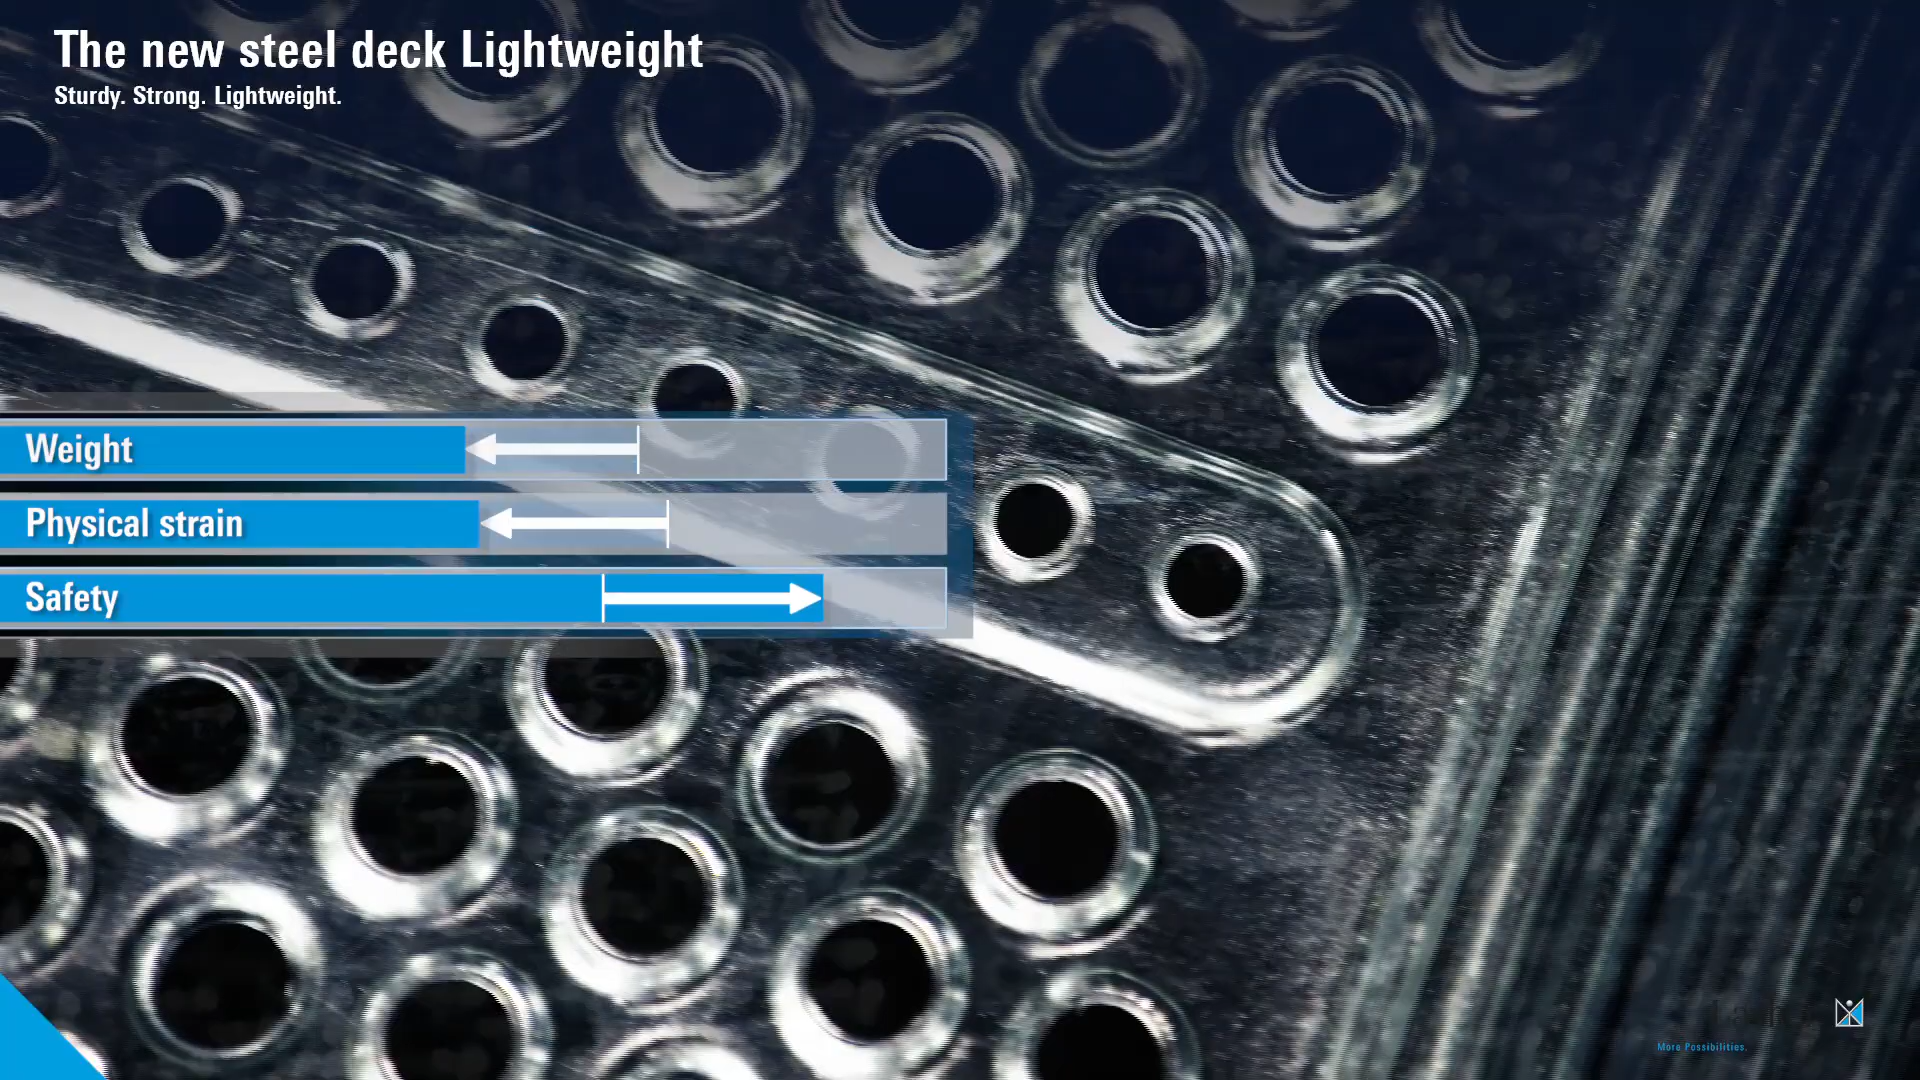 The new steel deck Lightweight
Sturdy. Strong. Lightweight.
Weight
Physical strain
Safety
More Possibilities.